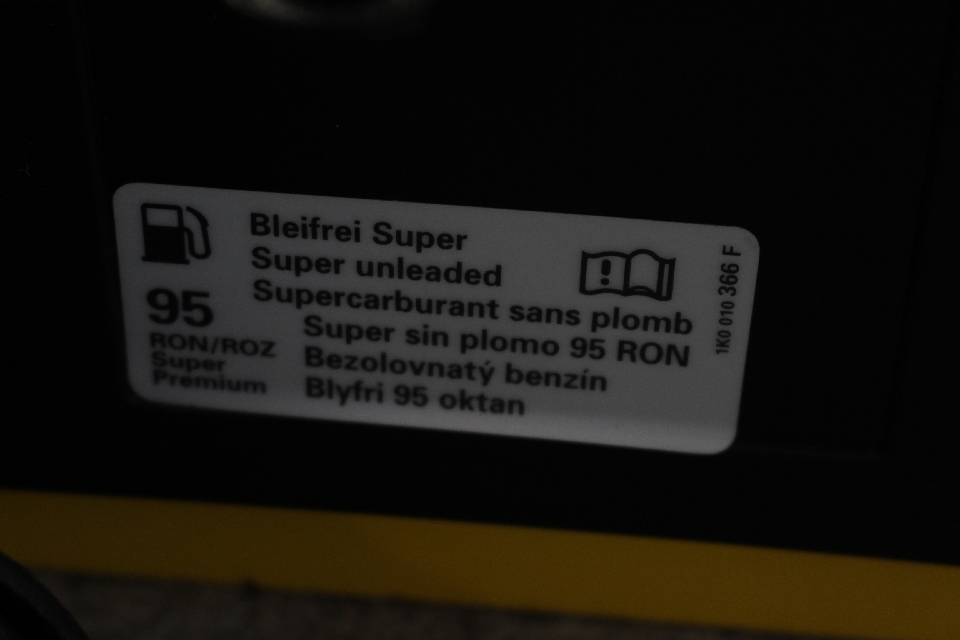 Bleifrei Super
Super unleaded
Supercarburant sans plomb
Super sin plomo 95 RON
Bezolovnatý benzín
Blyfri 95 oktan
95
RON/ROZ
Super
Premium
1K0 010 366 F